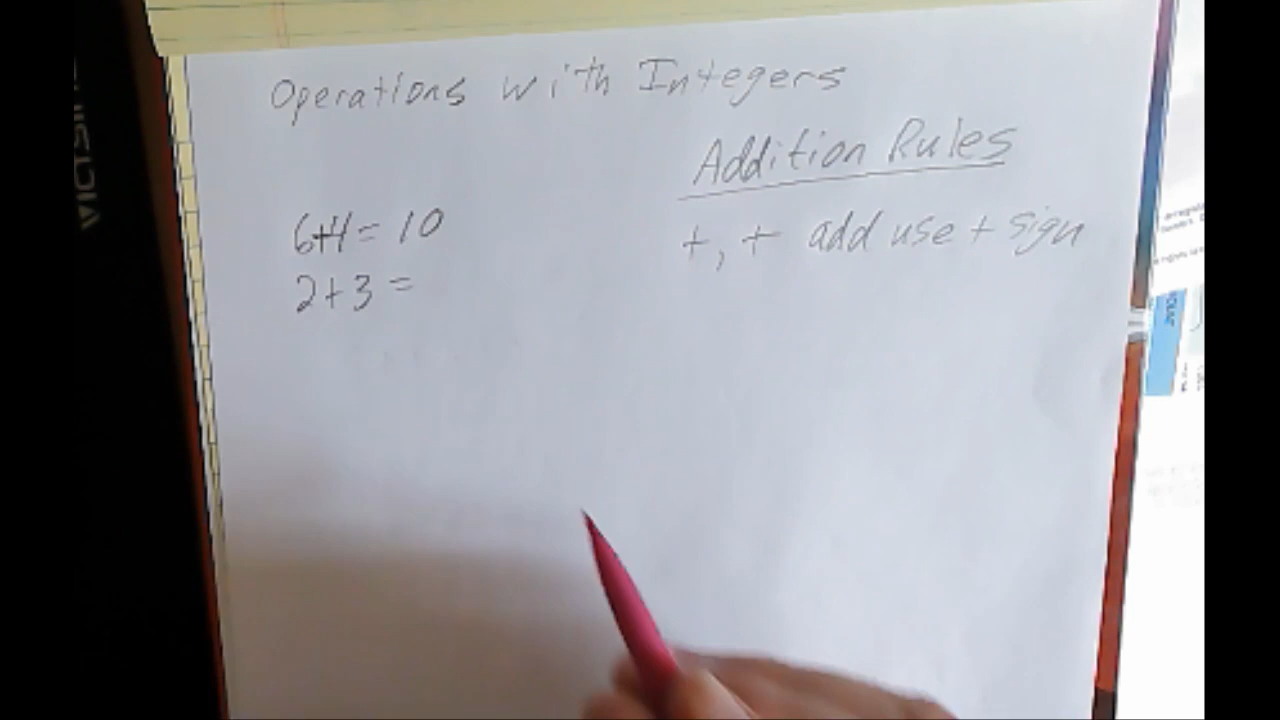 Operations with Integers
Addition Rules
6+4 = 10
+, + add use + sign
2+3 =